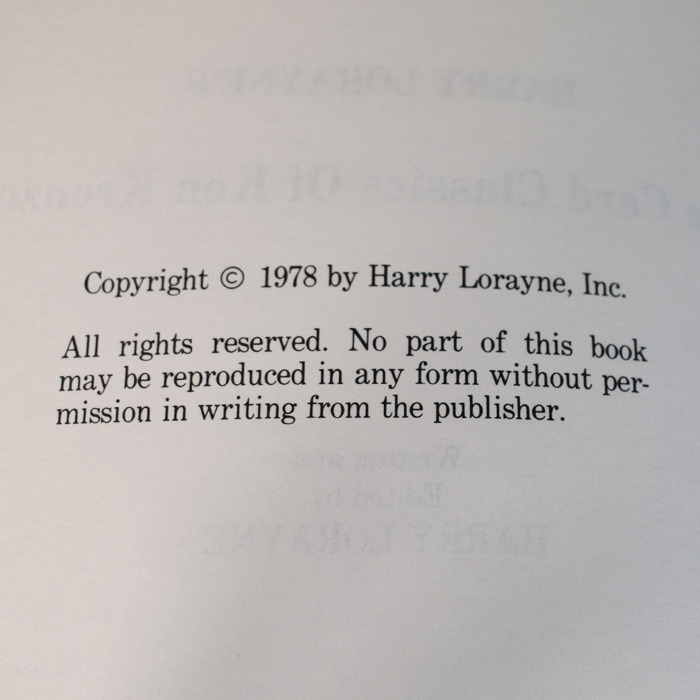 Copyright © 1978 by Harry Lorayne, Inc.
All rights reserved. No part of this book
may be reproduced in any form without per-
mission in writing from the publisher.